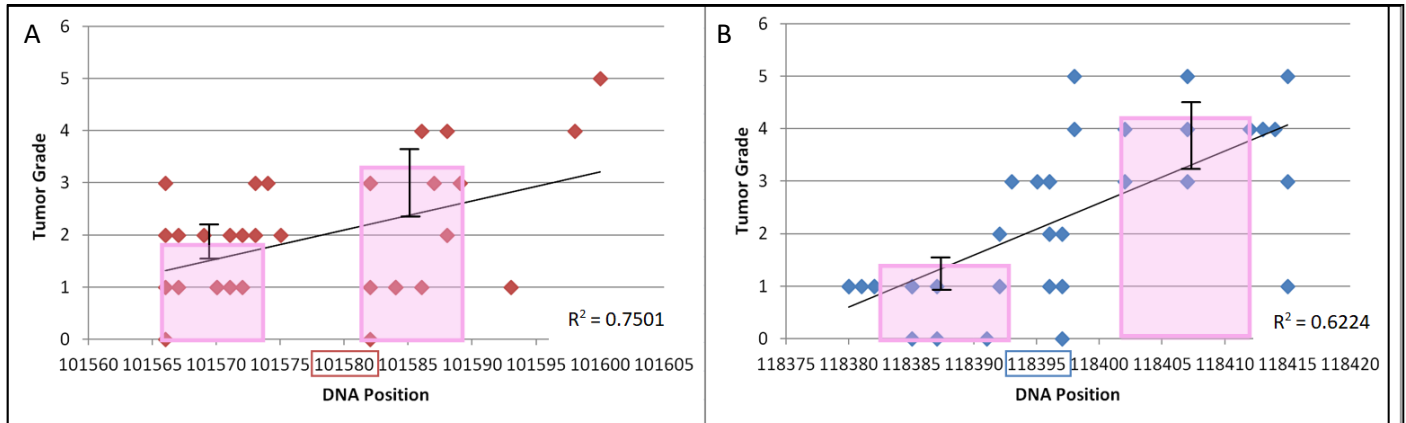 A
6
5
4
3
2
1
0
Tumor Grade
R² = 0.7501
101560 101565 101570 101575 101580 101585 101590 101595 101600 101605
DNA Position
B
6
5
4
3
2
1
0
Tumor Grade
R² = 0.6224
118375 118380 118385 118390 118395 118400 118405 118410 118415 118420
DNA Position